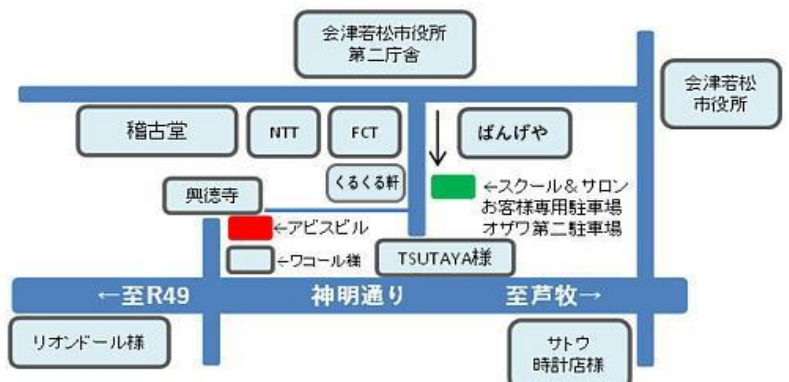 会津若松市役所
第二庁舎
会津若松
市役所
稽古堂
NTT
FCT
ばんげや
くるくる軒
興徳寺
←スクール＆サロン
お客様専用駐車場
オザワ第二駐車場
←アピスビル
←ワコール様
TSUTAYA様
←至R49
神明通り
至芦牧→
リオンドール様
サトウ
時計店様